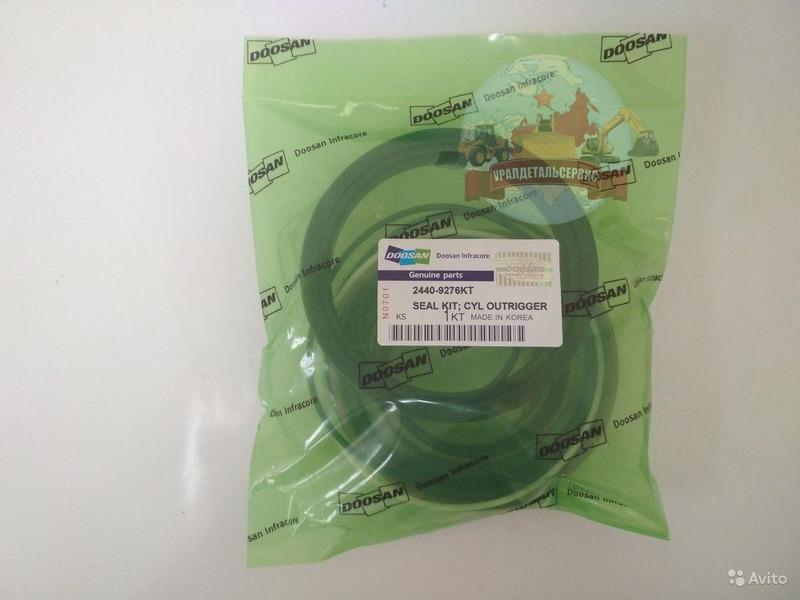 DOOSAN
DOOSAN
DOOSAN
Doosan Infracore
Doosan Infracore
DOOSAN
УРАЛДЕТАЛЬСЕРВИС
Doosan Infracore
DOOSAN
DOOSAN
Doosan Infracore
DOOSAN
Genuine parts
N0701
2440-9276KT
SEAL KIT; CYL OUTRIGGER
KS 1KT MADE IN KOREA
DOOSAN
Doosan Infracore
DOOSAN
DOOSAN
Doosan Infracore
DOOSAN
Doosan Infracore
Avito